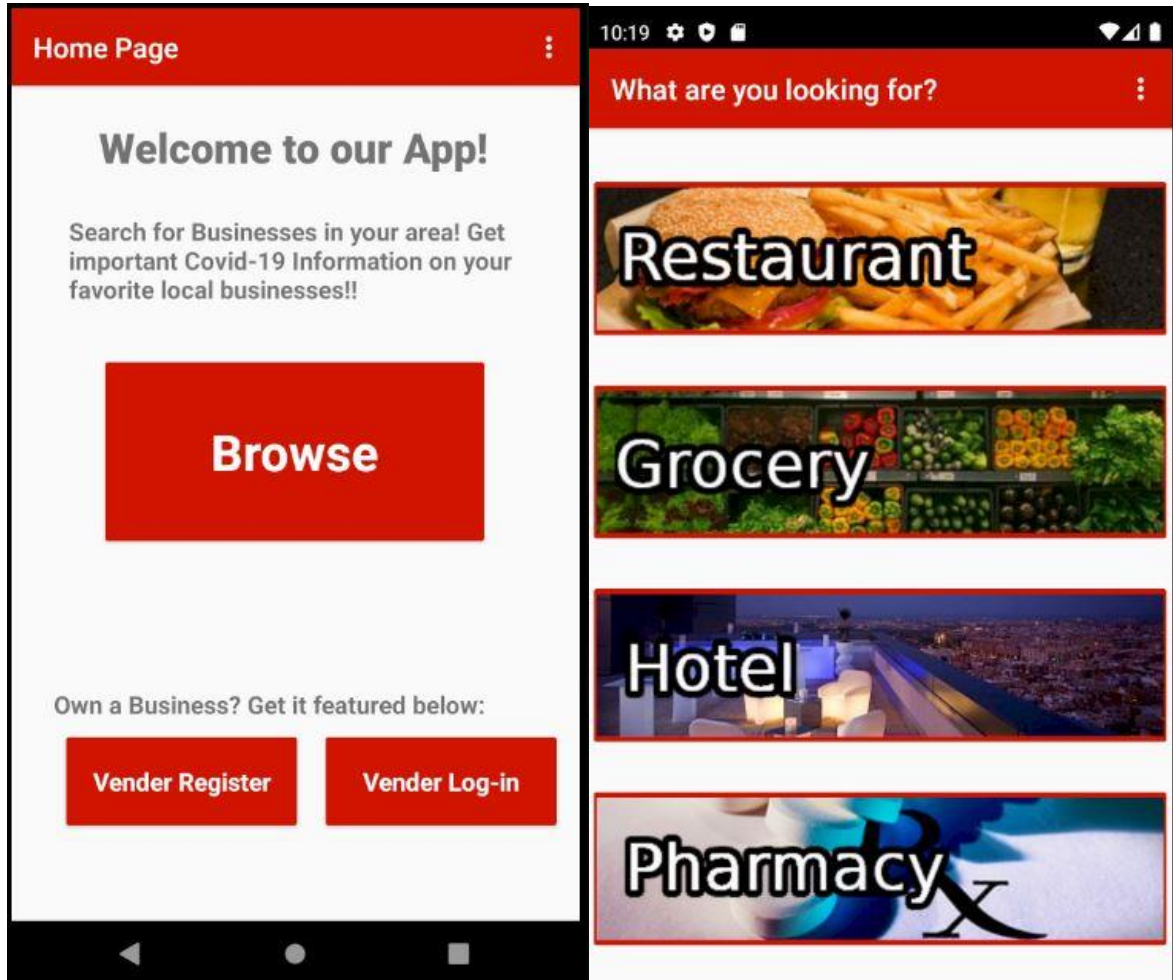 Home Page
Welcome to our App!
Search for Businesses in your area! Get
important Covid-19 Information on your
favorite local businesses!!
Browse
Own a Business? Get it featured below:
Vender Register
Vender Log-in
10:19
What are you looking for?
Restaurant
Grocery
Hotel
Pharmacy
Rx